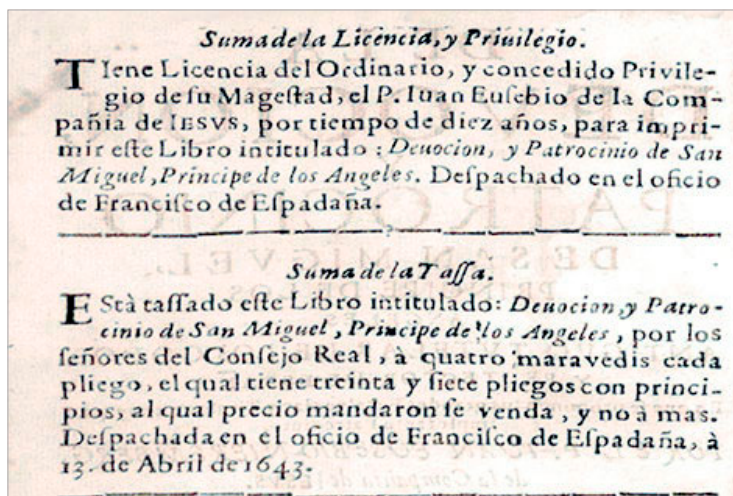 Suma de la Licencia, y Priuilegio.
TIene Licencia del Ordinario, y concedido Privile-
gio de ſu Mageſtad, el P. Iuan Euſebio de la Com-
pañia de IESVS, por tiempo de diez años, para impri-
mir eſte Libro intitulado: Deuocion, y Patrocinio de San
Miguel, Principe de los Angeles. Deſpachado en el oficio
de Franciſco de Eſpadaña.
Suma de la Taſſa.
EStà taſſado eſte Libro intitulado: Deuocion, y Patro-
cinio de San Miguel, Principe de los Angeles, por los
ſeñores del Conſejo Real, à quatro maravedis cada
pliego, el qual tiene treinta y ſiete pliegos con princi-
pios, al qual precio mandaron ſe venda, y no à mas.
Deſpachada en el oficio de Franciſco de Eſpadaña, à
13. de Abril de 1643.